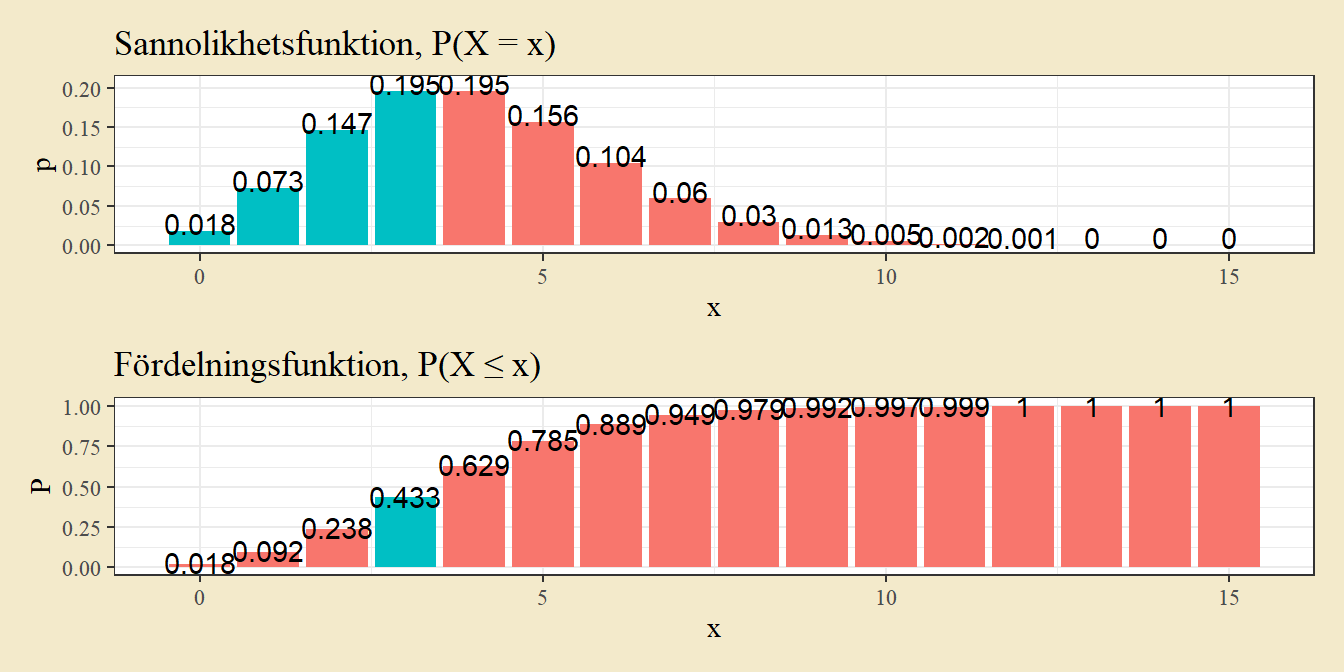 Sannolikhetsfunktion, P(X = x)
0.20
0.15
0.10
0.05
0.00
p
0.018 0.073 0.147 0.195 0.195 0.156 0.104 0.06 0.03 0.013 0.005 0.002 0.001 0 0 0
0 5 10 15
x
Fördelningsfunktion, P(X ≤ x)
1.00
0.75
0.50
0.25
0.00
P
0.018 0.092 0.238 0.433 0.629 0.785 0.889 0.949 0.979 0.992 0.997 0.999 1 1 1 1
0 5 10 15
x